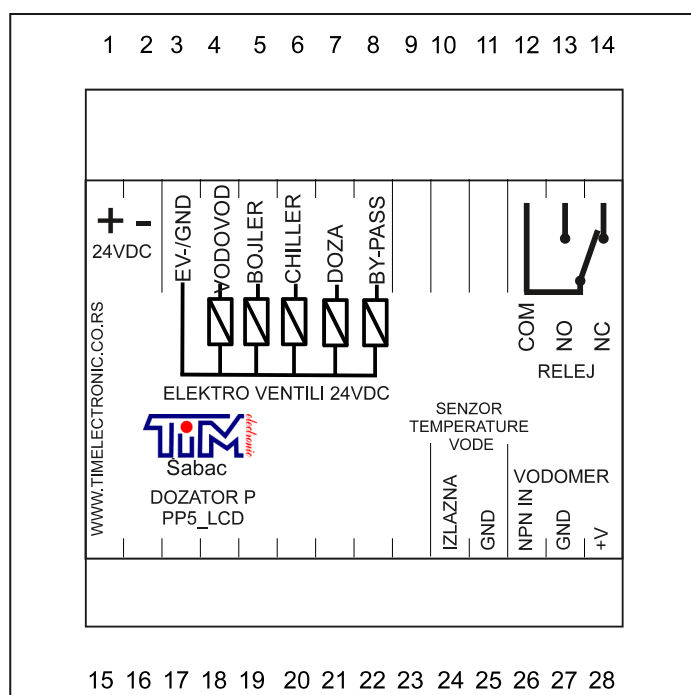 1 2 3 4 5 6 7 8 9 10 11 12 13 14
+ -
24VDC
EV-/GND
VODOVOD
BOJLER
CHILLER
DOZA
BY-PASS
COM
NO
NC
RELEJ
ELEKTRO VENTILI 24VDC
WWW.TIMELECTRONIC.CO.RS
TiM electronic
Šabac
DOZATOR P
PP5_LCD
SENZOR
TEMPERATURE
VODE
IZLAZNA
GND
VODOMER
NPN IN
GND
+V
15 16 17 18 19 20 21 22 23 24 25 26 27 28